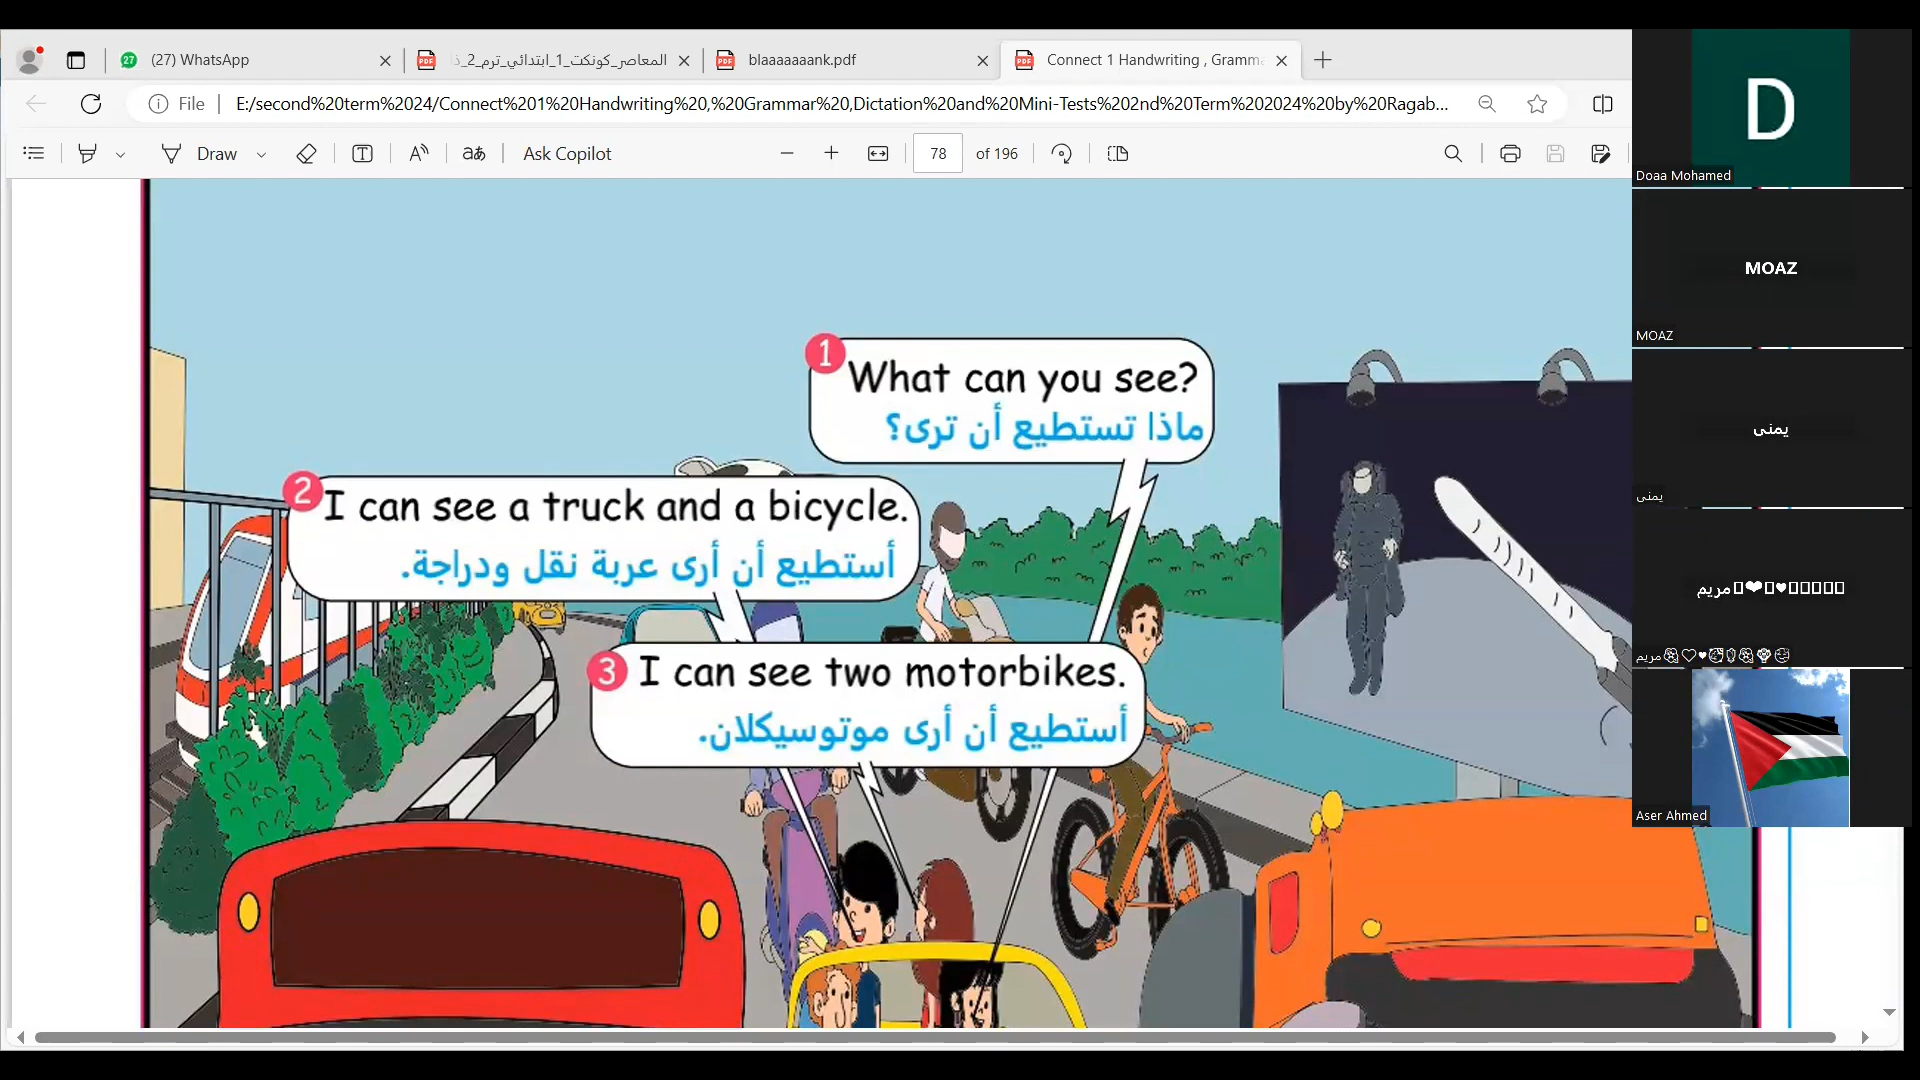 (27) WhatsApp
المعاصر_كونكت_1_ابتدائي_ترم_2_ذ
blaaaaaaank.pdf
Connect 1 Handwriting , Gramma
File
E:/second%20term%202024/Connect%201%20Handwriting%20,%20Grammar%20,Dictation%20and%20Mini-Tests%202nd%20Term%202024%20by%20Ragab...
Draw
Ask Copilot
78 of 196
1 What can you see?
ماذا تستطيع أن ترى؟
2 I can see a truck and a bicycle.
أستطيع أن أرى عربة نقل ودراجة.
3 I can see two motorbikes.
أستطيع أن أرى موتوسيكلان.
D
Doaa Mohamed
MOAZ
MOAZ
يمنى
يمنى
مريم
مريم
Aser Ahmed